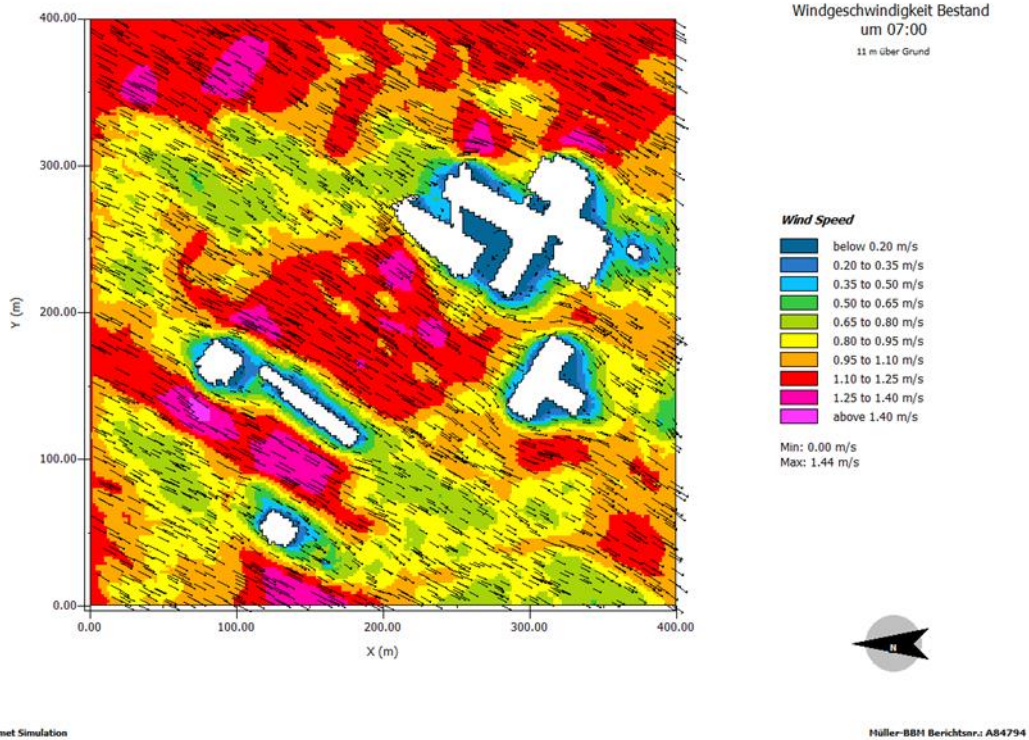 Windgeschwindigkeit Bestand
um 07:00
11 m über Grund
400.00
300.00
200.00
100.00
0.00
Y (m)
0.00 100.00 200.00 300.00 400.00
X (m)
Wind Speed
below 0.20 m/s
0.20 to 0.35 m/s
0.35 to 0.50 m/s
0.50 to 0.65 m/s
0.65 to 0.80 m/s
0.80 to 0.95 m/s
0.95 to 1.10 m/s
1.10 to 1.25 m/s
1.25 to 1.40 m/s
above 1.40 m/s
Min: 0.00 m/s
Max: 1.44 m/s
N
met Simulation
Müller-BBM Berichtsnr.: A84794